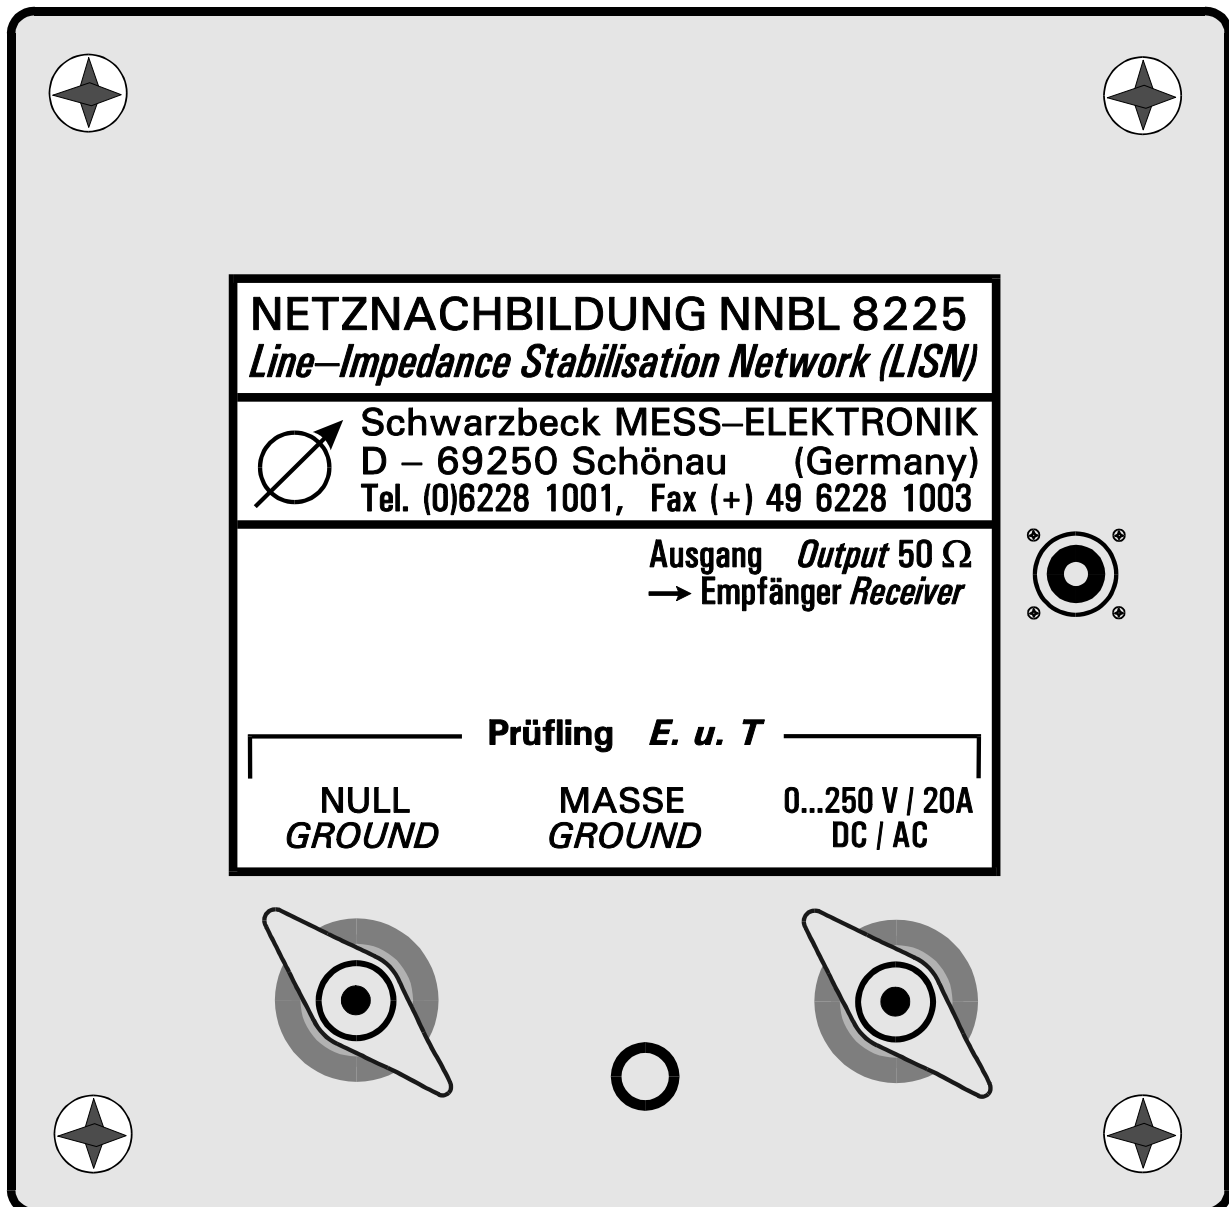 NETZNACHBILDUNG NNBL 8225
Line–Impedance Stabilisation Network (LISN)
Schwarzbeck MESS–ELEKTRONIK
D – 69250 Schönau (Germany)
Tel. (0)6228 1001, Fax (+) 49 6228 1003
Ausgang Output 50 Ω
→ Empfänger Receiver
Prüfling E. u. T
NULL MASSE 0...250 V / 20A
GROUND GROUND DC / AC